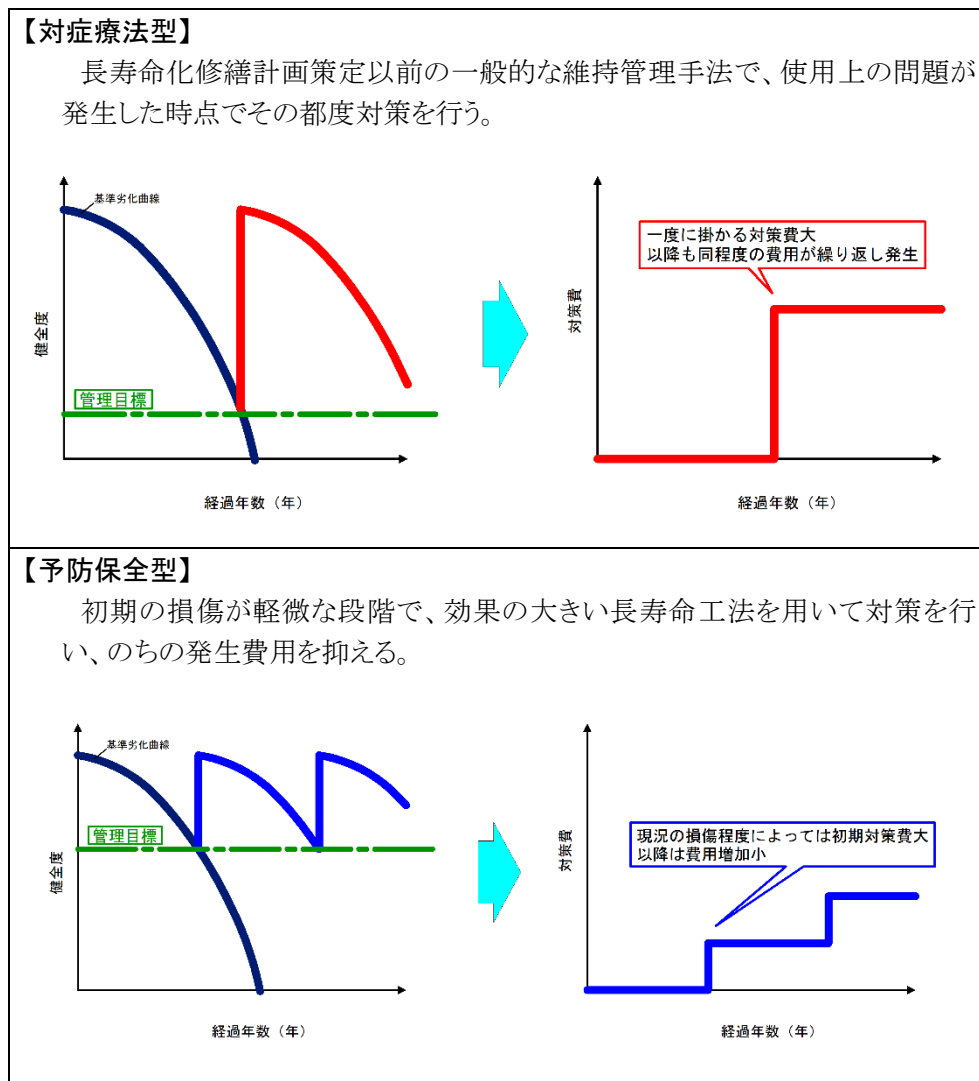 【対症療法型】
長寿命化修繕計画策定以前の一般的な維持管理手法で、使用上の問題が
発生した時点でその都度対策を行う。
基準劣化曲線
健全度
管理目標
経過年数（年）
一度に掛かる対策費大
以降も同程度の費用が繰り返し発生
対策費
経過年数（年）
【予防保全型】
初期の損傷が軽微な段階で、効果の大きい長寿命工法を用いて対策を行
い、のちの発生費用を抑える。
基準劣化曲線
管理目標
健全度
経過年数（年）
現況の損傷程度によっては初期対策費大
以降は費用増加小
対策費
経過年数（年）